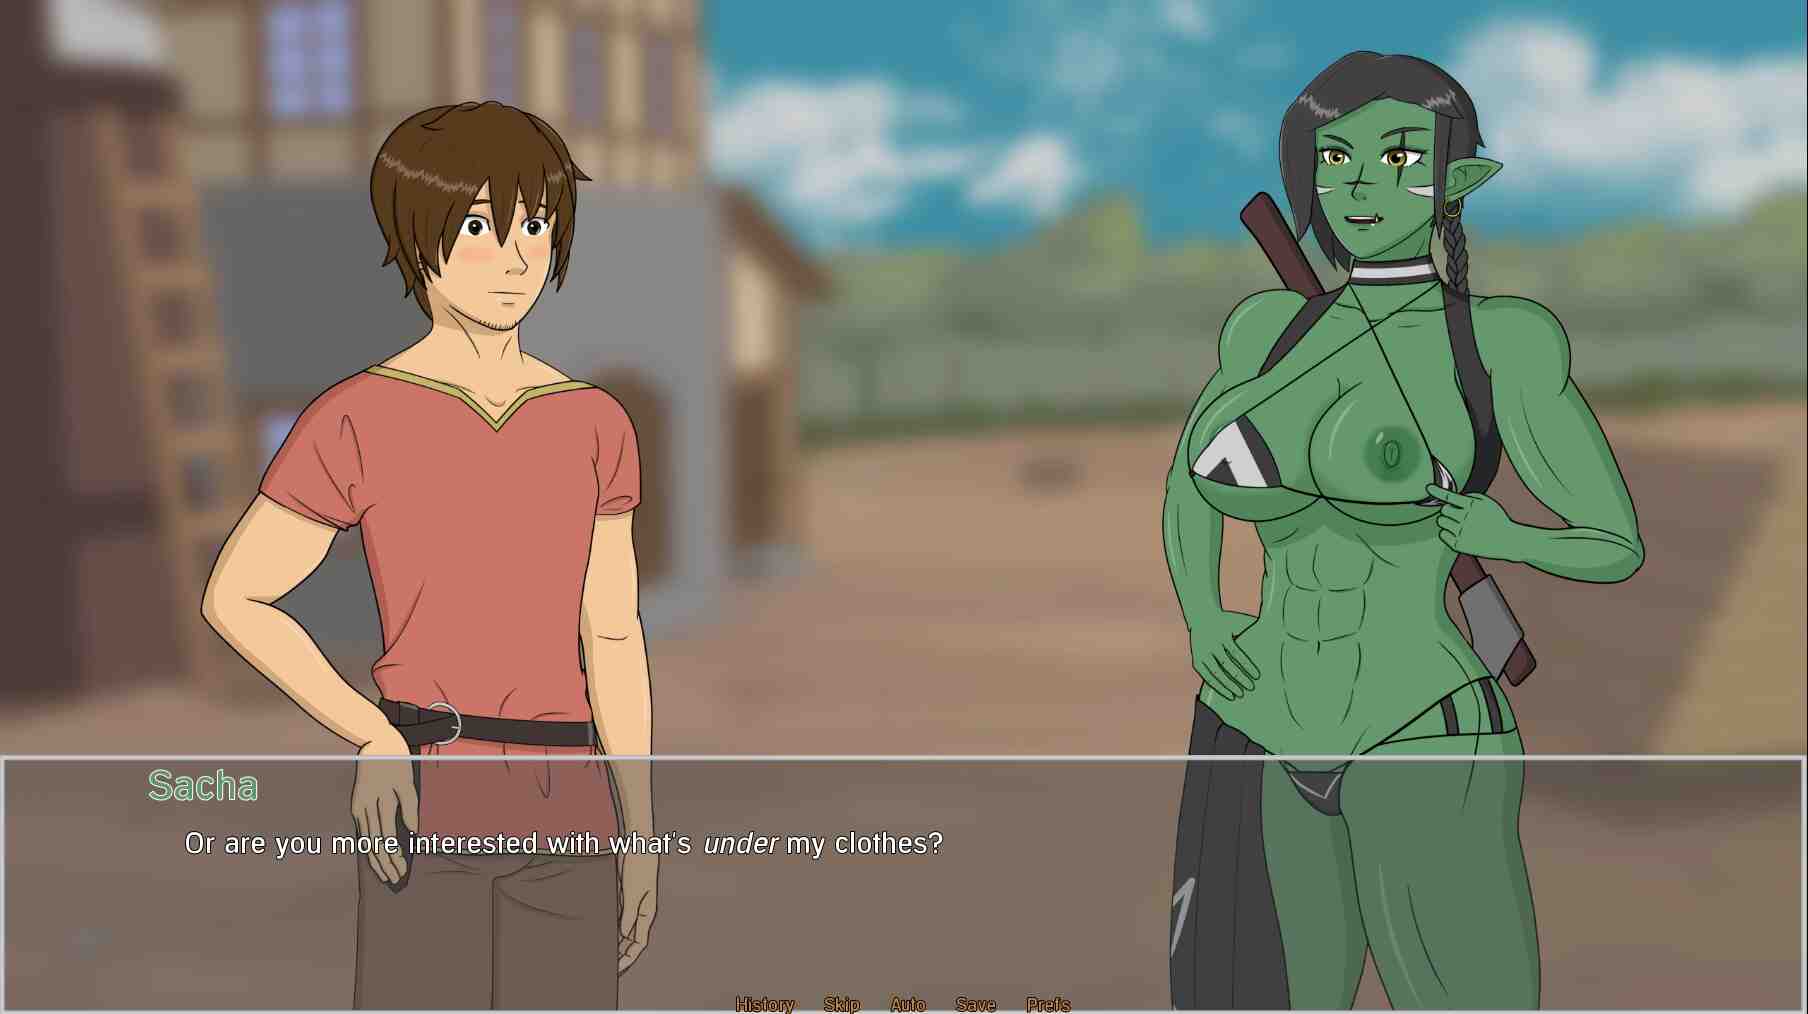 Sacha
Or are you more interested with what's under my clothes?
History Skip Auto Save Prefs